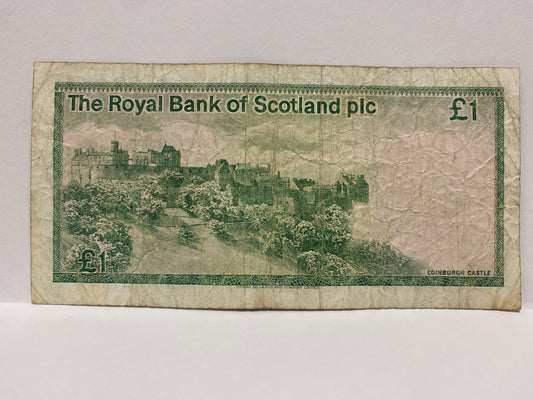 The Royal Bank of Scotland plc £1
£1
EDINBURGH CASTLE